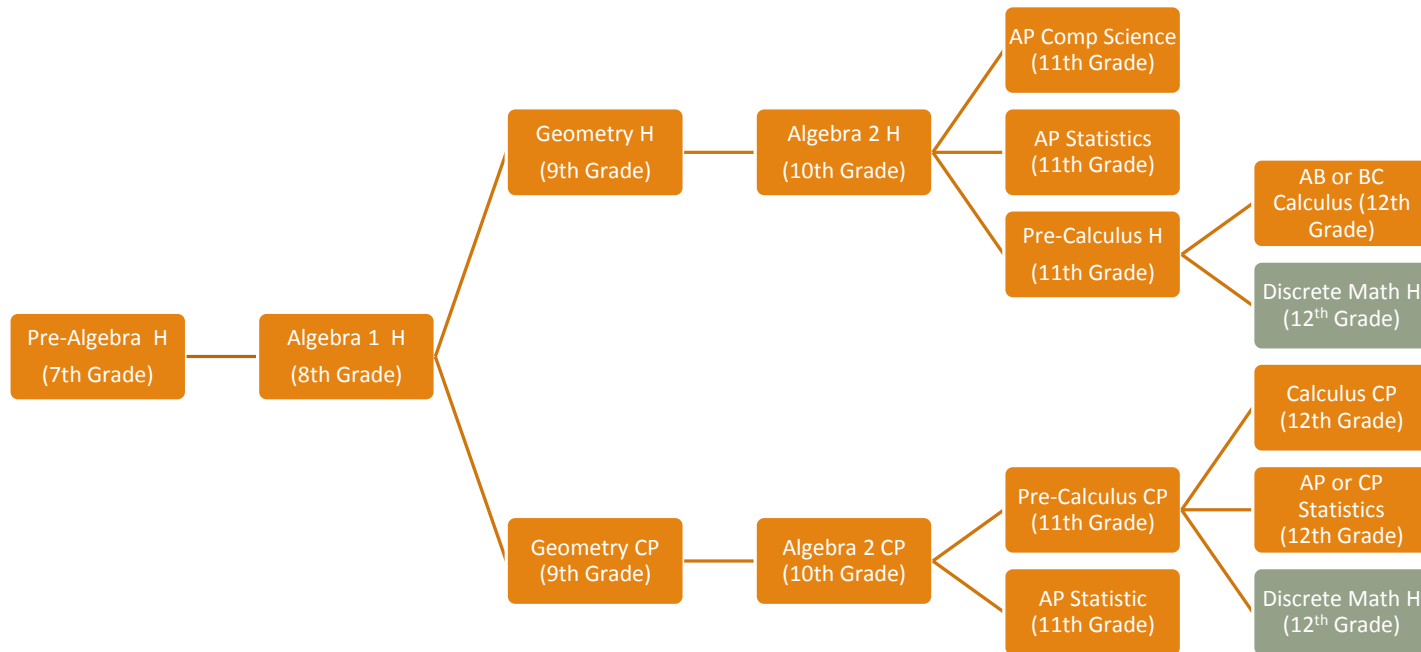 AP Comp Science
(11th Grade)
Geometry H
(9th Grade)
Algebra 2 H
(10th Grade)
AP Statistics
(11th Grade)
AB or BC
Calculus (12th
Grade)
Pre-Calculus H
(11th Grade)
Discrete Math H
(12th Grade)
Pre-Algebra H
(7th Grade)
Algebra 1 H
(8th Grade)
Calculus CP
(12th Grade)
Pre-Calculus CP
(11th Grade)
AP or CP
Statistics
(12th Grade)
Geometry CP
(9th Grade)
Algebra 2 CP
(10th Grade)
AP Statistic
(11th Grade)
Discrete Math H
(12th Grade)